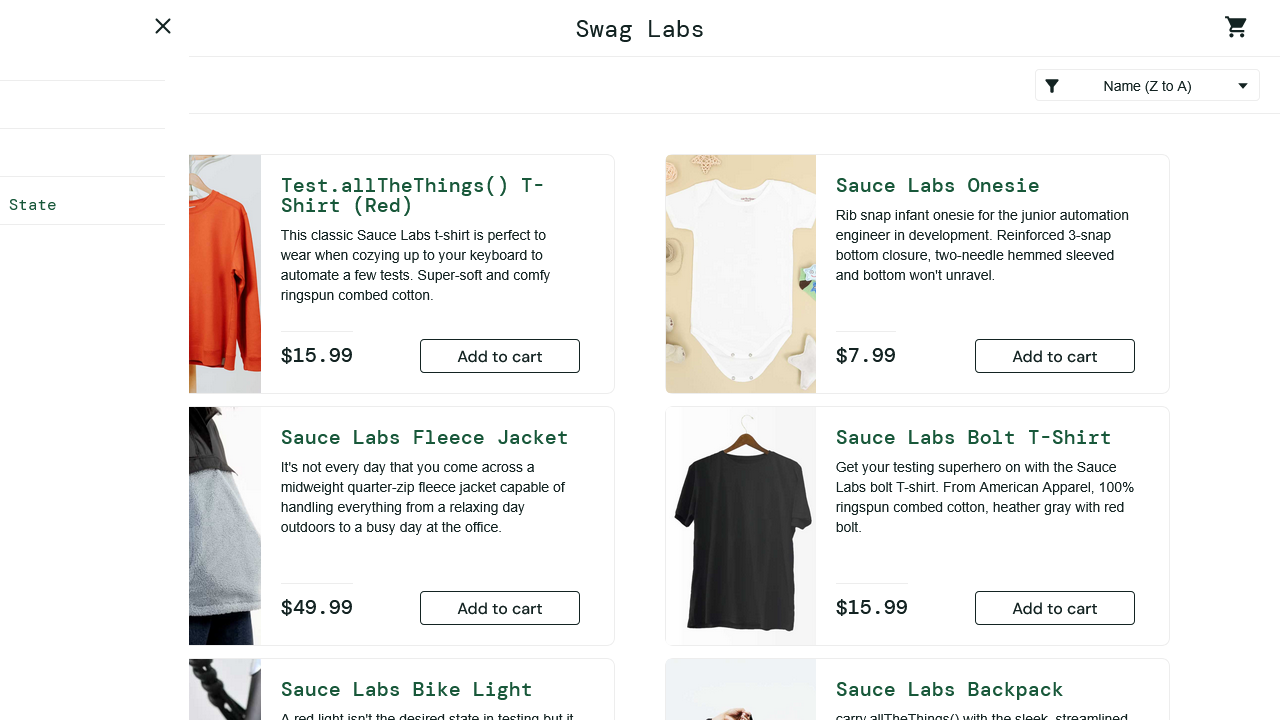 Swag Labs
Name (Z to A)
State
Test.allTheThings() T-
Shirt (Red)
This classic Sauce Labs t-shirt is perfect to
wear when cozying up to your keyboard to
automate a few tests. Super-soft and comfy
ringspun combed cotton.
$15.99
Add to cart
Sauce Labs Onesie
Rib snap infant onesie for the junior automation
engineer in development. Reinforced 3-snap
bottom closure, two-needle hemmed sleeved
and bottom won't unravel.
$7.99
Add to cart
Sauce Labs Fleece Jacket
It's not every day that you come across a
midweight quarter-zip fleece jacket capable of
handling everything from a relaxing day
outdoors to a busy day at the office.
$49.99
Add to cart
Sauce Labs Bolt T-Shirt
Get your testing superhero on with the Sauce
Labs bolt T-shirt. From American Apparel, 100%
ringspun combed cotton, heather gray with red
bolt.
$15.99
Add to cart
Sauce Labs Bike Light
A red light isn't the desired state in testing but it
Sauce Labs Backpack
carry.allTheThings() with the sleek, streamlined